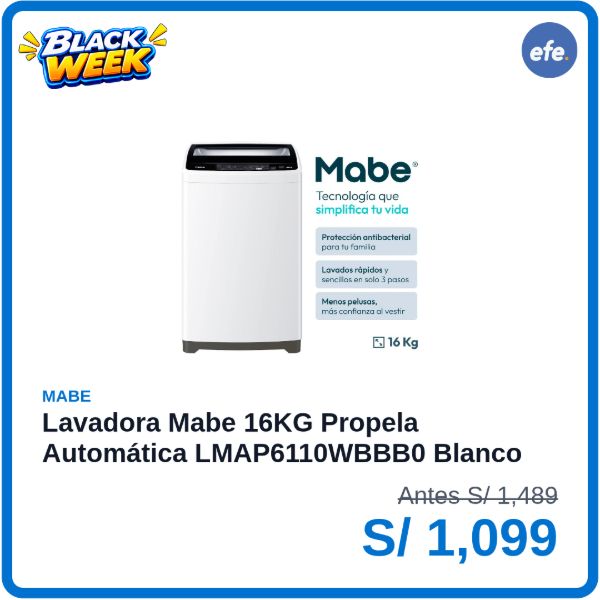 BLACK
WEEK
efe.
Mabe®
Tecnología que
simplifica tu vida
Protección antibacterial
para tu familia
Lavados rápidos y
sencillos en solo 3 pasos
Menos pelusas,
más confianza al vestir
16 Kg
MABE
Lavadora Mabe 16KG Propela
Automática LMAP6110WBBB0 Blanco
Antes S/ 1,489
S/ 1,099